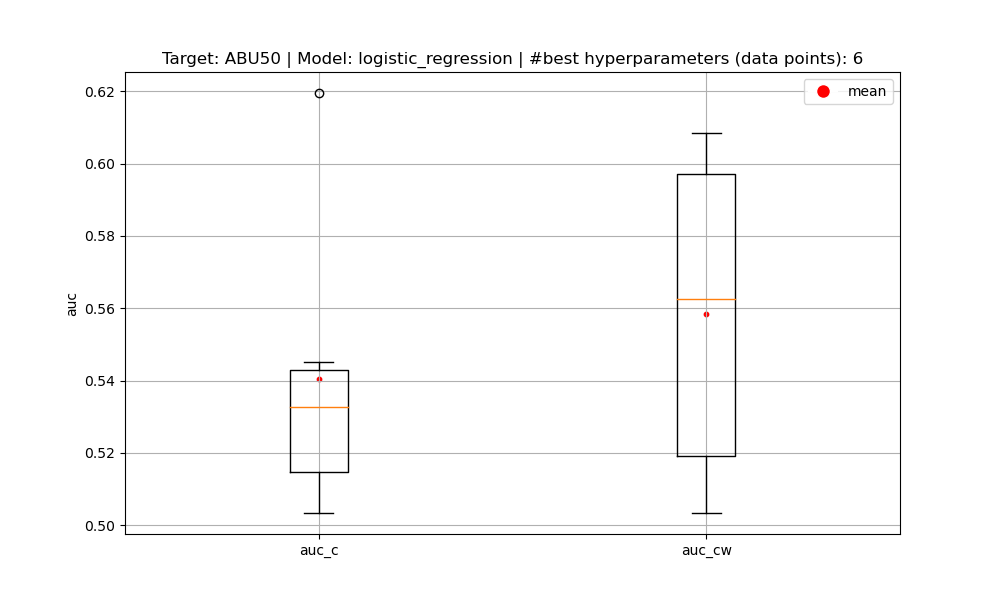 Target: ABU50 | Model: logistic_regression | #best hyperparameters (data points): 6
mean
0.62
0.60
0.58
0.56
0.54
0.52
0.50
auc
auc_c
auc_cw